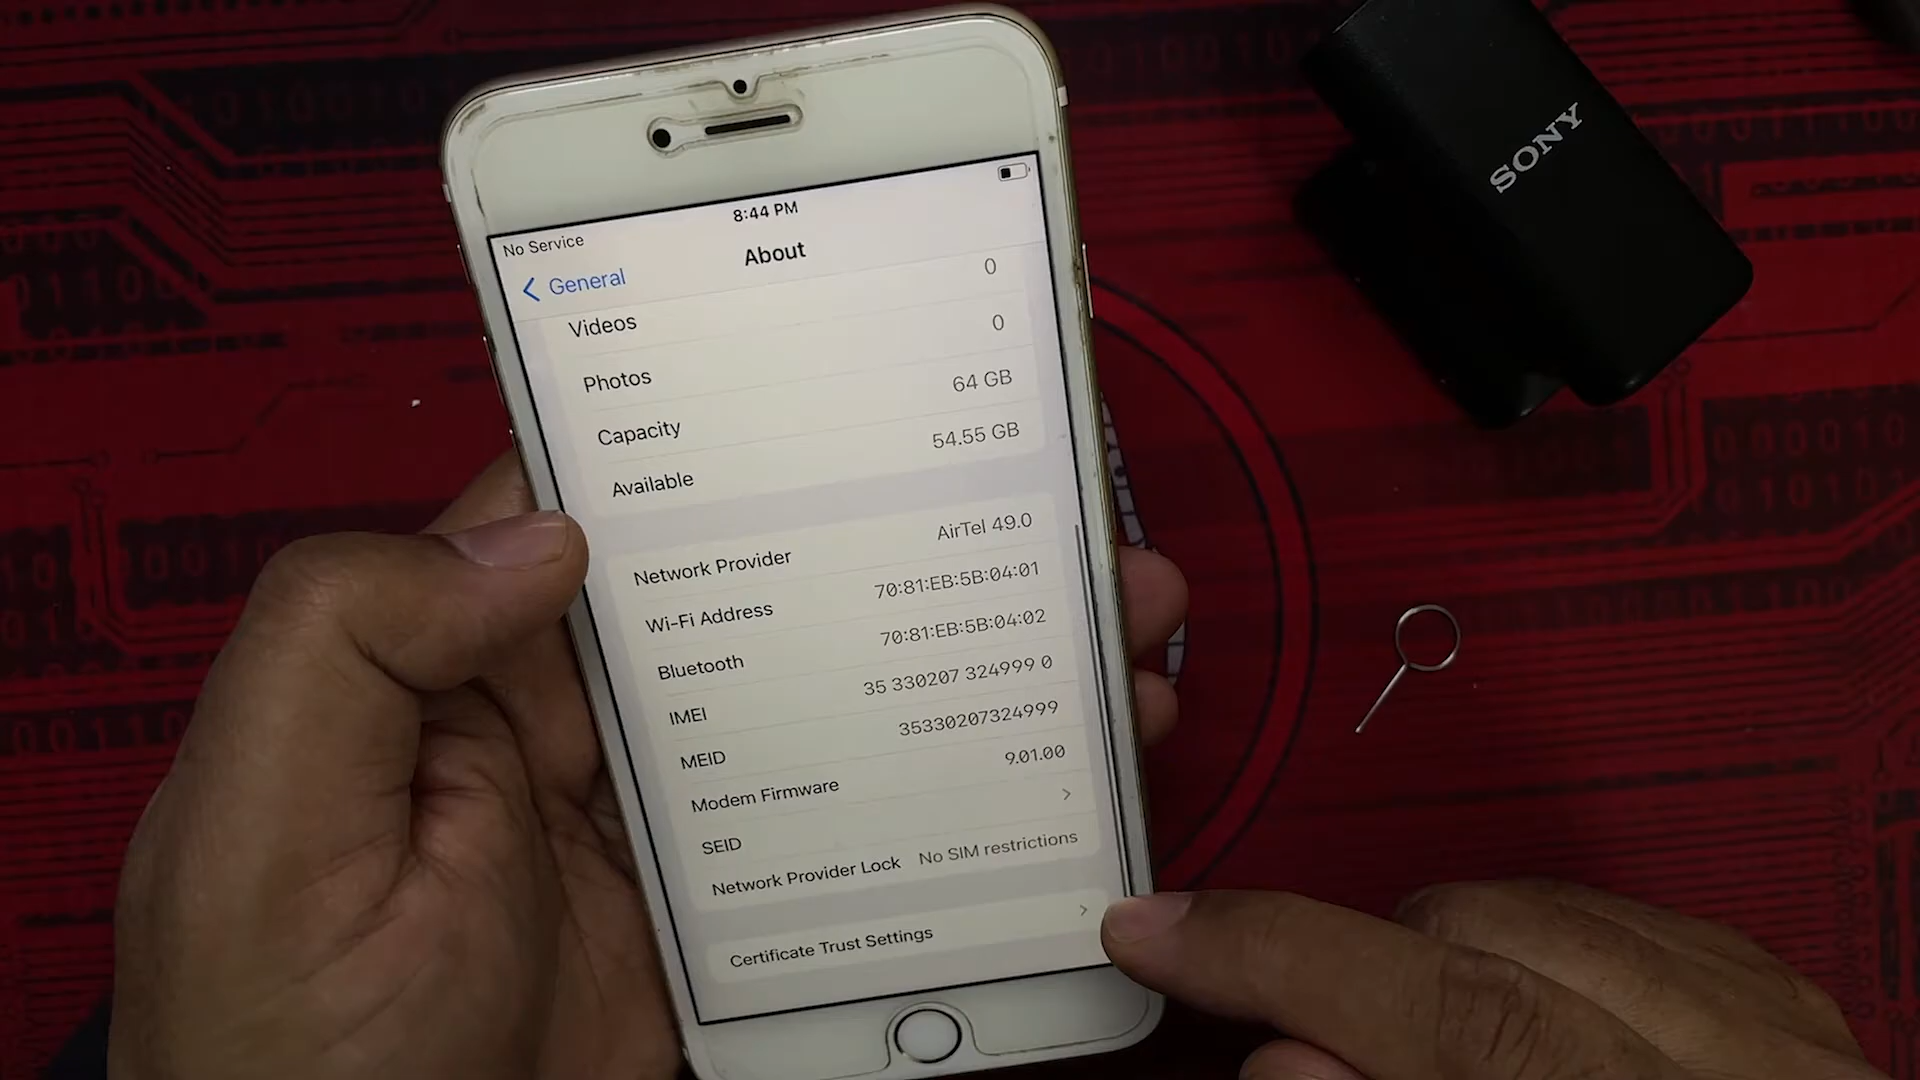 SONY
8:44 PM
No Service
About
General
0
Videos
0
Photos
64 GB
Capacity
54.55 GB
Available
AirTel 49.0
Network Provider
70:81:EB:5B:04:01
Wi-Fi Address
70:81:EB:5B:04:02
Bluetooth
35 330207 324999 0
IMEI
35330207324999
MEID
9.01.00
Modem Firmware
SEID
Network Provider Lock No SIM restrictions
Certificate Trust Settings